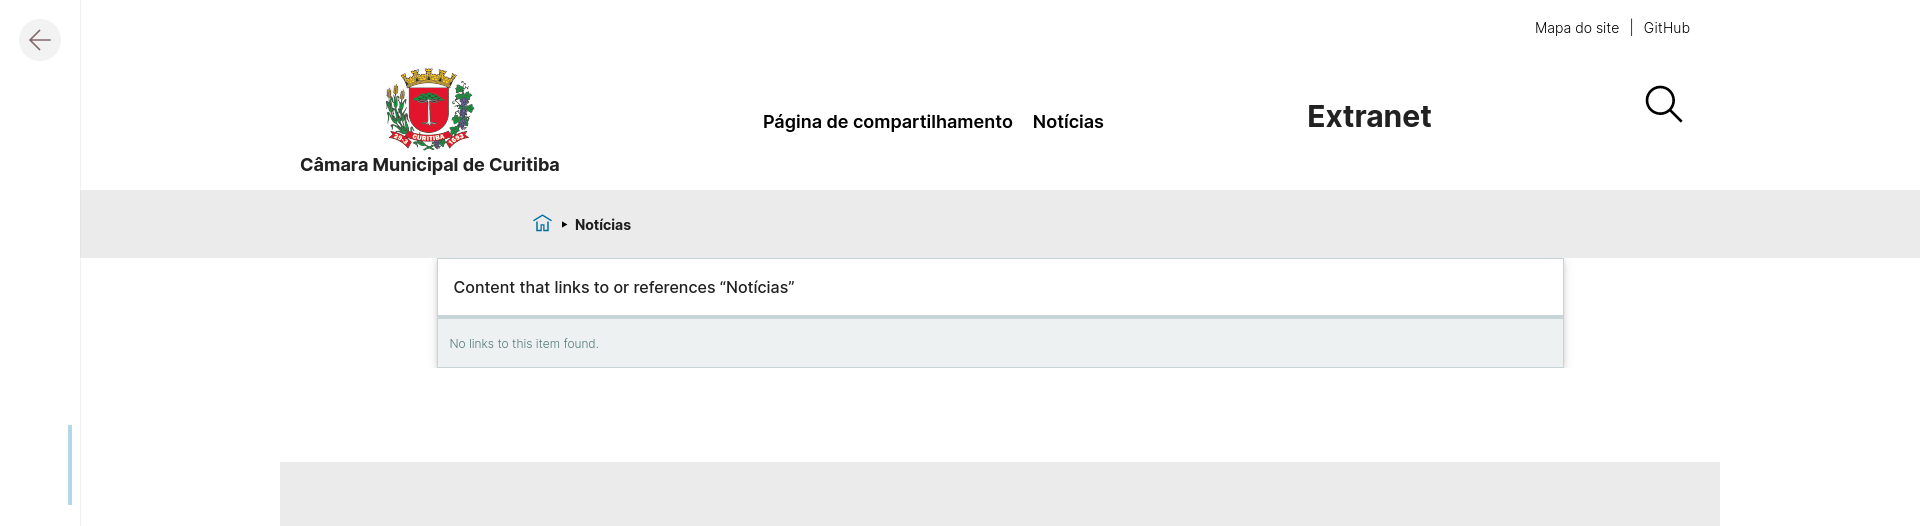 Mapa do site | GitHub
CURITIBA
Câmara Municipal de Curitiba
Página de compartilhamento Notícias
Extranet
Notícias
Content that links to or references “Notícias”
No links to this item found.